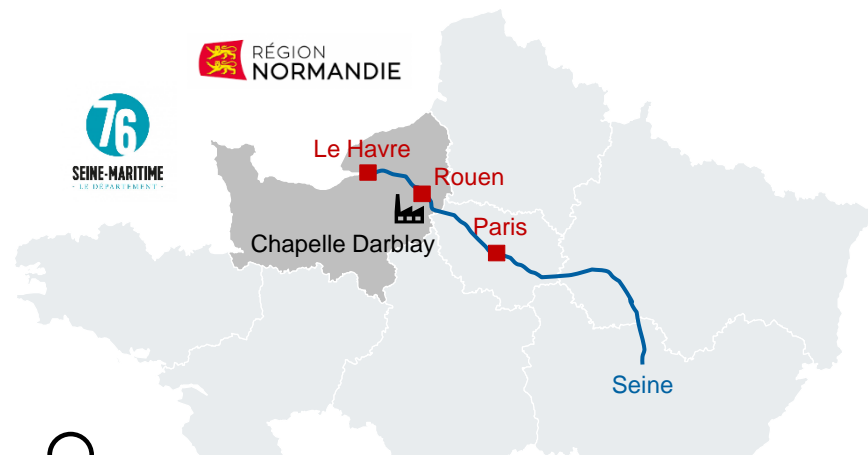 RÉGION
NORMANDIE
76
SEINE-MARITIME
- LE DÉPARTEMENT -
Le Havre
Rouen
Paris
Chapelle Darblay
Seine